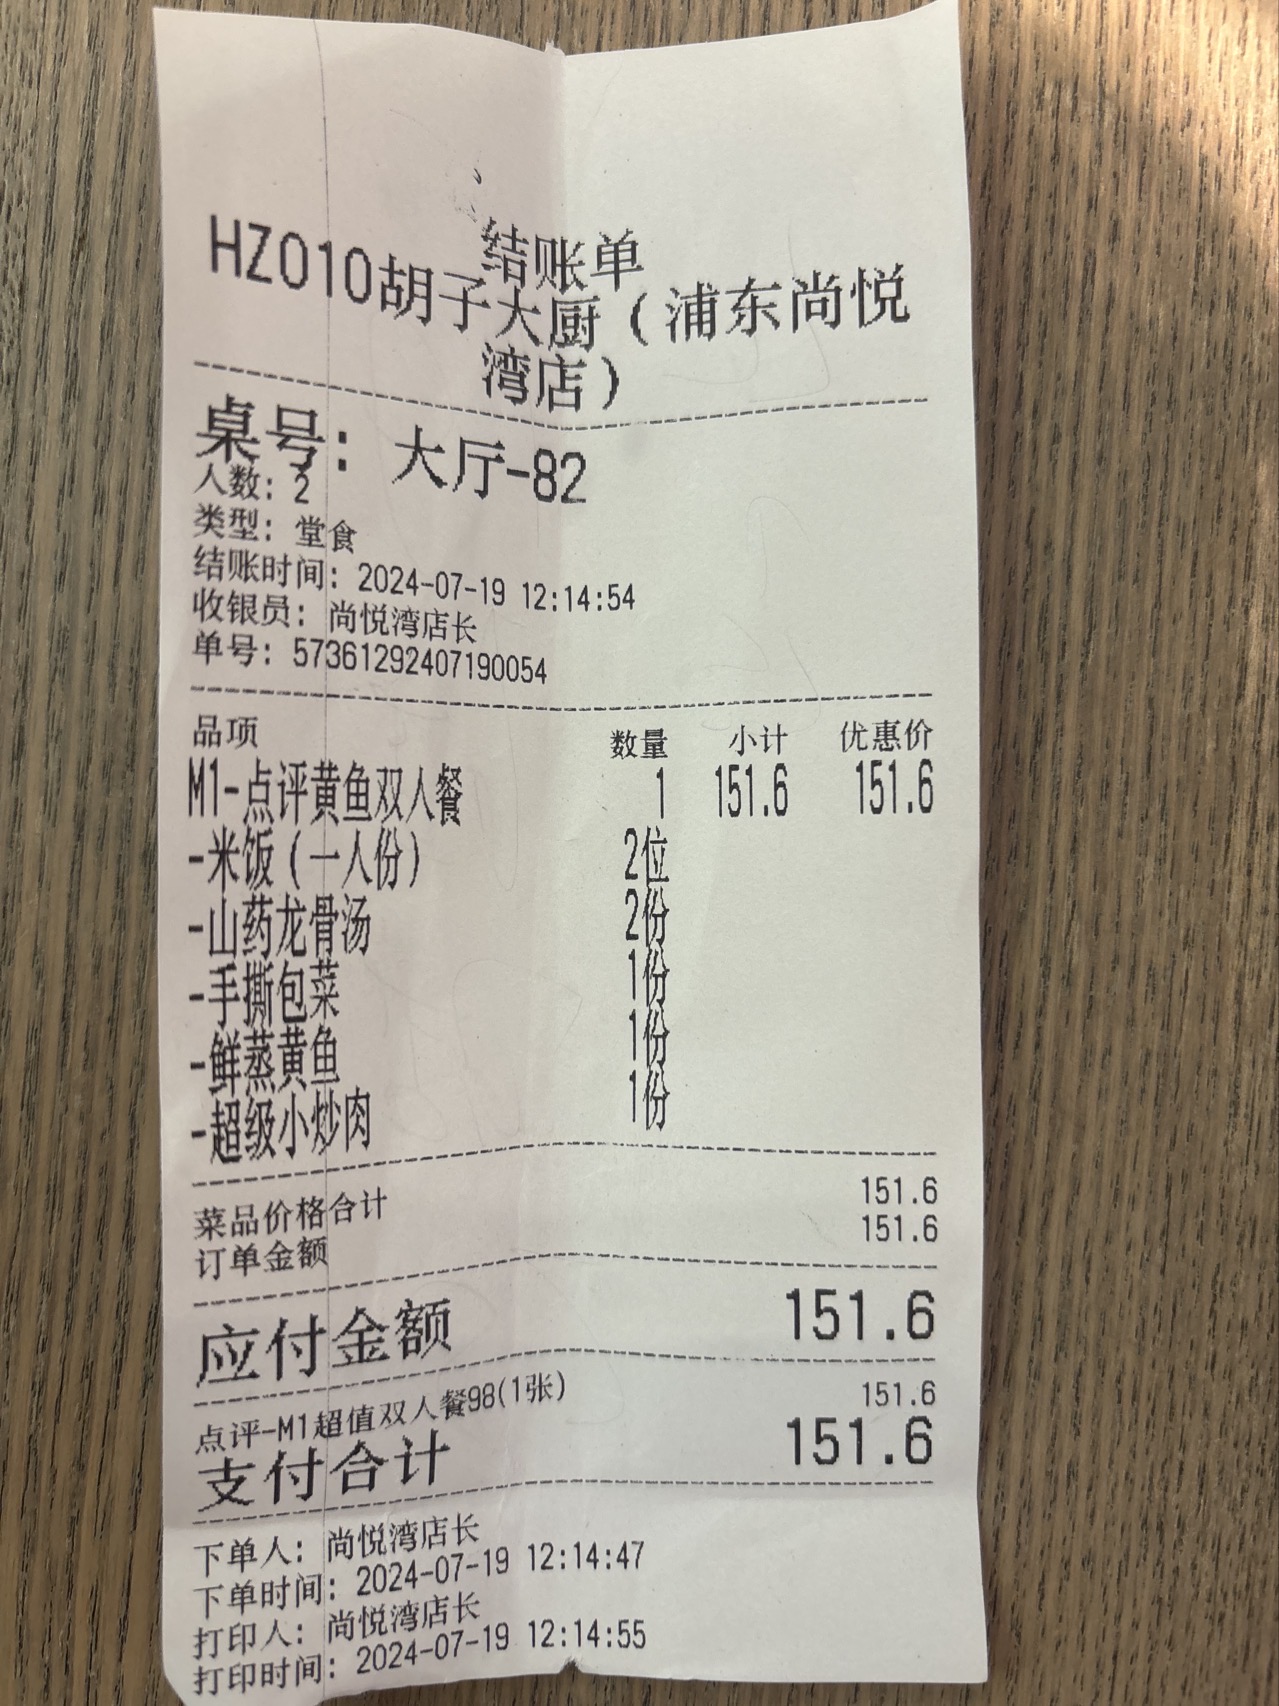 结账单
HZ010胡子大厨（浦东尚悦
湾店）
桌号：大厅-82
人数：2
类型：堂食
结账时间：2024-07-19 12:14:54
收银员：尚悦湾店长
单号：573612924071900​54
品项 数量 小计 优惠价
M1-点评黄鱼双人餐 1 151.6 151.6
-米饭（一人份） 2位
-山药龙骨汤 2份
-手撕包菜 1份
-鲜蒸黄鱼 1份
-超级小炒肉 1份
菜品价格合计 151.6
订单金额 151.6
应付金额 151.6
点评-M1超值双人餐98(1张) 151.6
支付合计 151.6
下单人：尚悦湾店长
下单时间：2024-07-19 12:14:47
打印人：尚悦湾店长
打印时间：2024-07-19 12:14:55